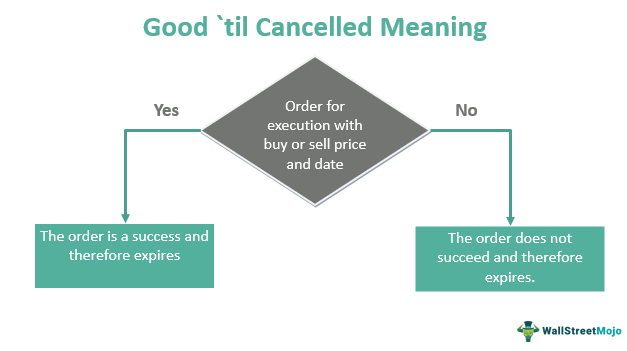 Good `til Cancelled Meaning
Yes
No
Order for
execution with
buy or sell price
and date
The order is a success and
therefore expires
The order does not
succeed and therefore
expires.
WallStreetMojo